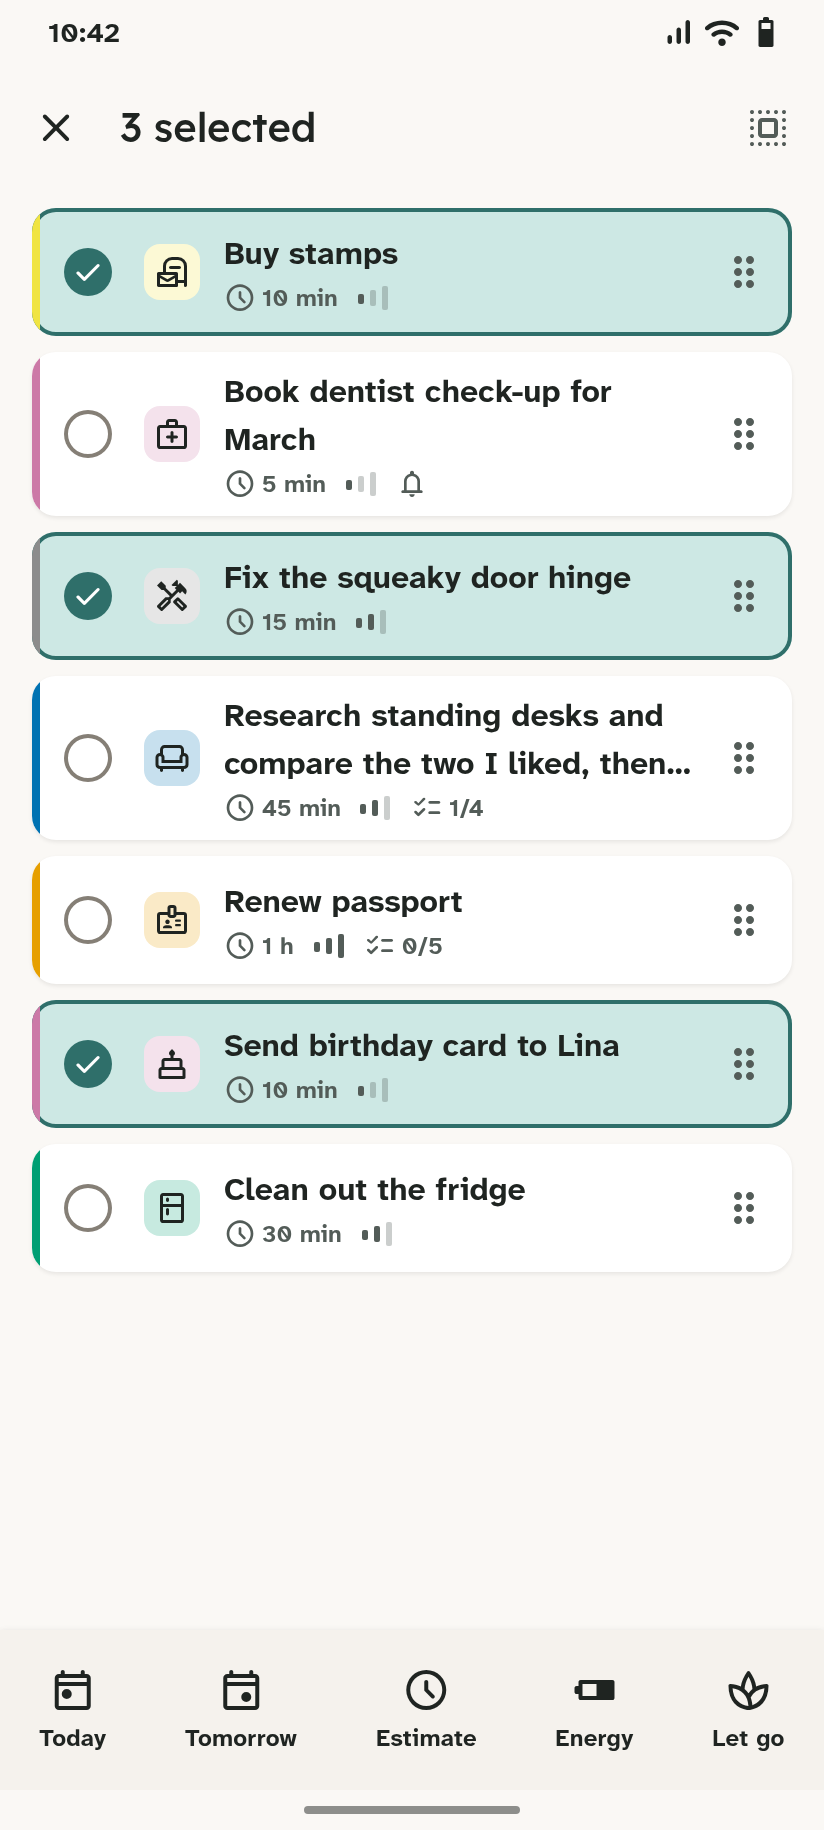 10:42
3 selected
Buy stamps
10 min
Book dentist check-up for
March
5 min
Fix the squeaky door hinge
15 min
Research standing desks and
compare the two I liked, then...
45 min 1/4
Renew passport
1 h 0/5
Send birthday card to Lina
10 min
Clean out the fridge
30 min
Today Tomorrow Estimate Energy Let go